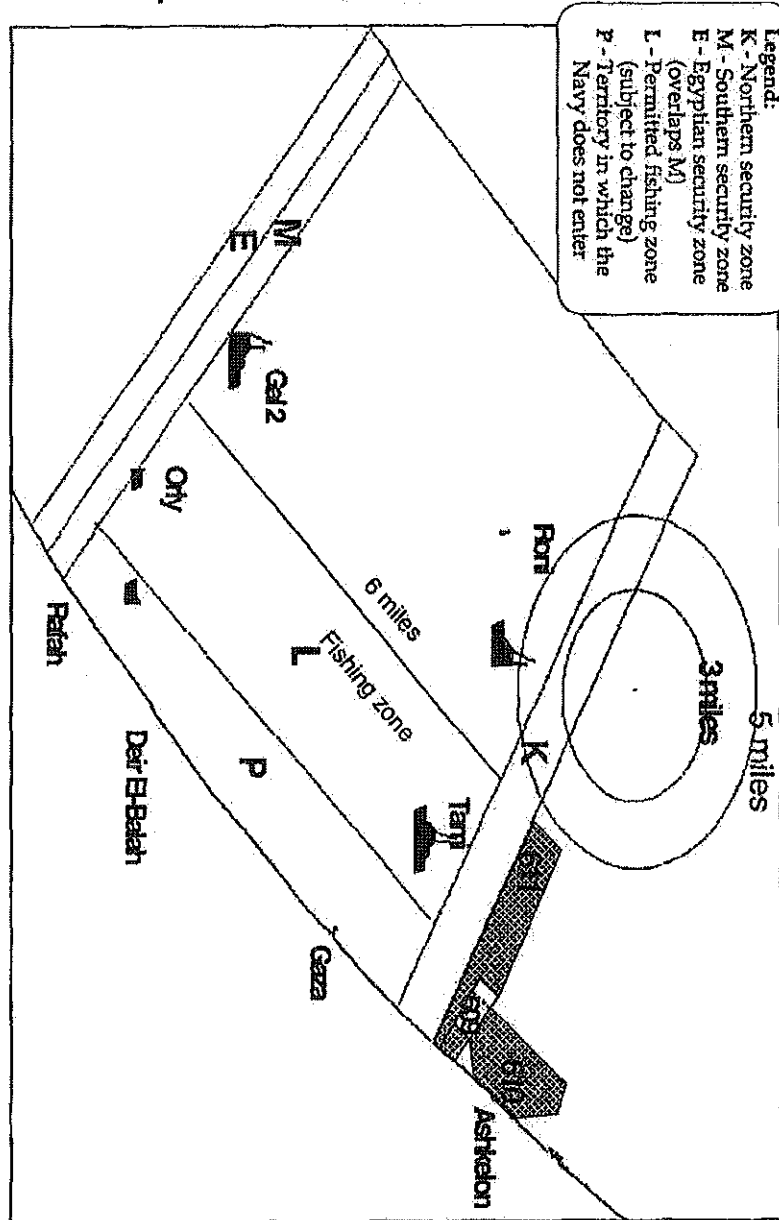 Legend:
K - Northern security zone
M - Southern security zone
E - Egyptian security zone
(overlaps M)
L - Permitted fishing zone
(subject to change)
P - Territory in which the
Navy does not enter
5 miles
3 miles
Roni
K
611
609
610
Ashkelon
M
E
Gal 2
6 miles
Fishing zone
L
Tami
Orly
P
Gaza
Deir El-Balah
Rafah